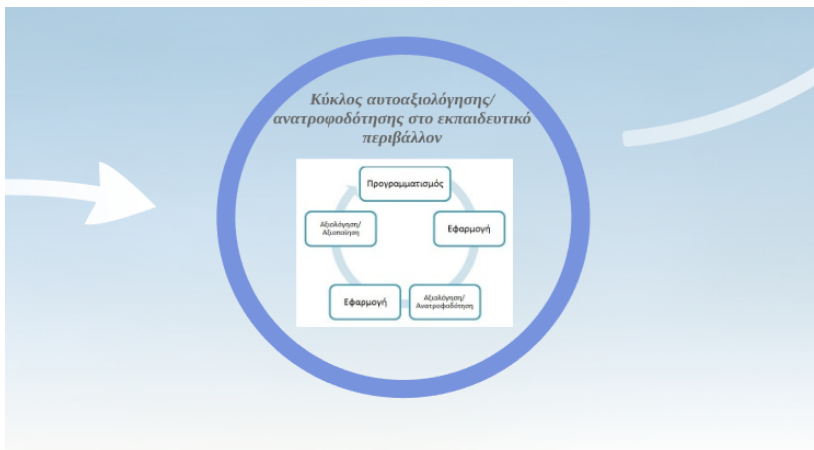 Κύκλος αυτοαξιολόγησης/
ανατροφοδότησης στο εκπαιδευτικό
περιβάλλον
Προγραμματισμός
Εφαρμογή
Αξιολόγηση/
Ανατροφοδότηση
Εφαρμογή
Αξιολόγηση/
Αξιοποίηση